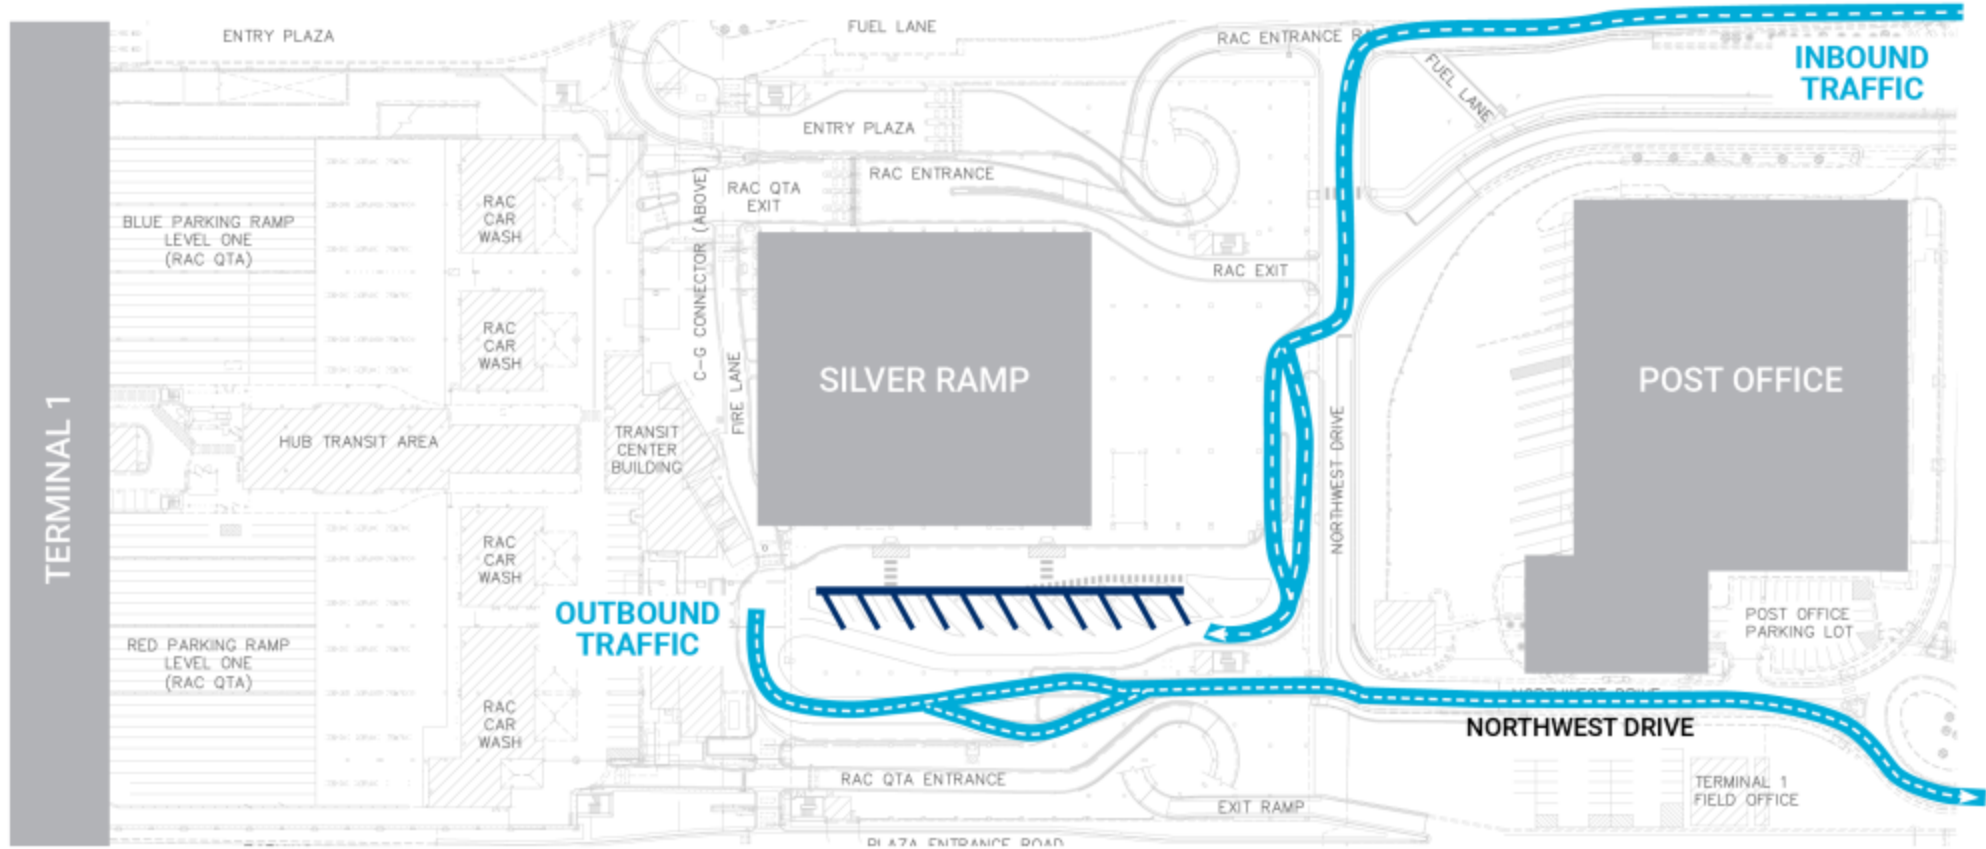 ENTRY PLAZA
FUEL LANE
RAC ENTRANCE
INBOUND
TRAFFIC
FUEL LANE
ENTRY PLAZA
RAC ENTRANCE
RAC QTA
EXIT
RAC
CAR
WASH
BLUE PARKING RAMP
LEVEL ONE
(RAC QTA)
C-G CONNECTOR (ABOVE)
RAC EXIT
RAC
CAR
WASH
FIRE LANE
SILVER RAMP
POST OFFICE
TERMINAL 1
HUB TRANSIT AREA
TRANSIT
CENTER
BUILDING
NORTHWEST DRIVE
RAC
CAR
WASH
OUTBOUND
TRAFFIC
POST OFFICE
PARKING LOT
RED PARKING RAMP
LEVEL ONE
(RAC QTA)
RAC
CAR
WASH
NORTHWEST DRIVE
NORTHWEST DRIVE
RAC QTA ENTRANCE
EXIT RAMP
TERMINAL 1
FIELD OFFICE
PLAZA ENTRANCE ROAD